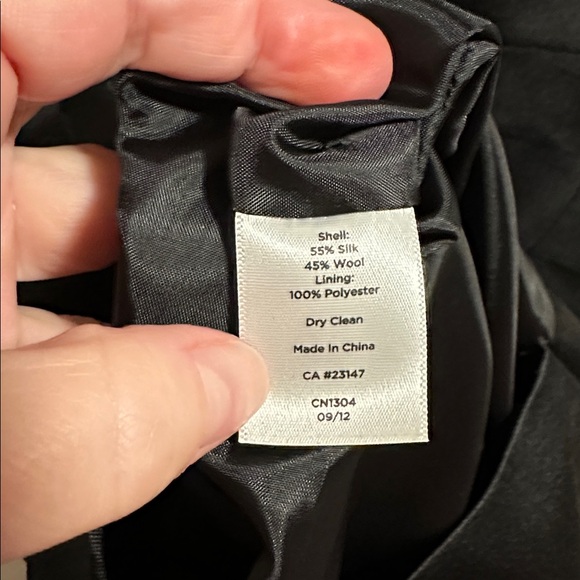 Shell:
55% Silk
45% Wool
Lining:
100% Polyester
Dry Clean
Made in China
CA #23147
CN1304
09/12